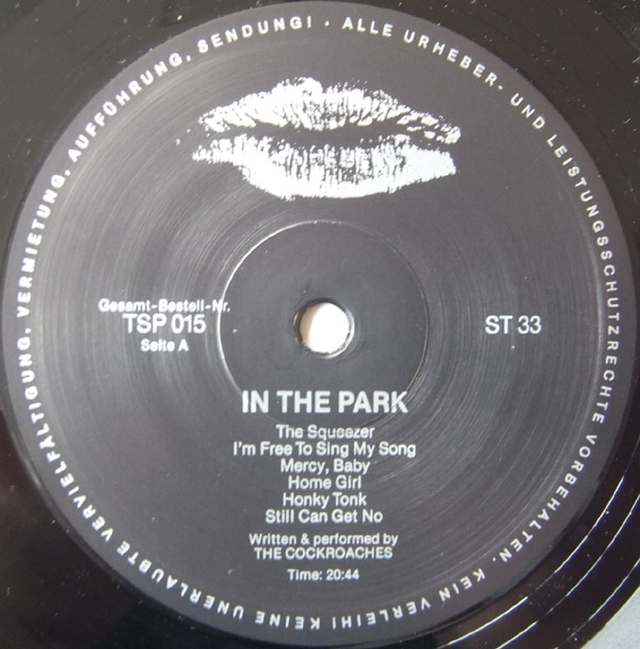 ALLE URHEBER- UND LEISTUNGSSCHUTZRECHTE VORBEHALTEN. KEIN VERLEIH! KEINE UNERLAUBTE VERVIELFÄLTIGUNG, VERMIETUNG, AUFFÜHRUNG, SENDUNG! ·
Gesamt-Bestell-Nr.
TSP 015
Seite A
ST 33
IN THE PARK
The Squeezer
I'm Free To Sing My Song
Mercy, Baby
Home Girl
Honky Tonk
Still Can Get No
Written & performed by
THE COCKROACHES
Time: 20:44